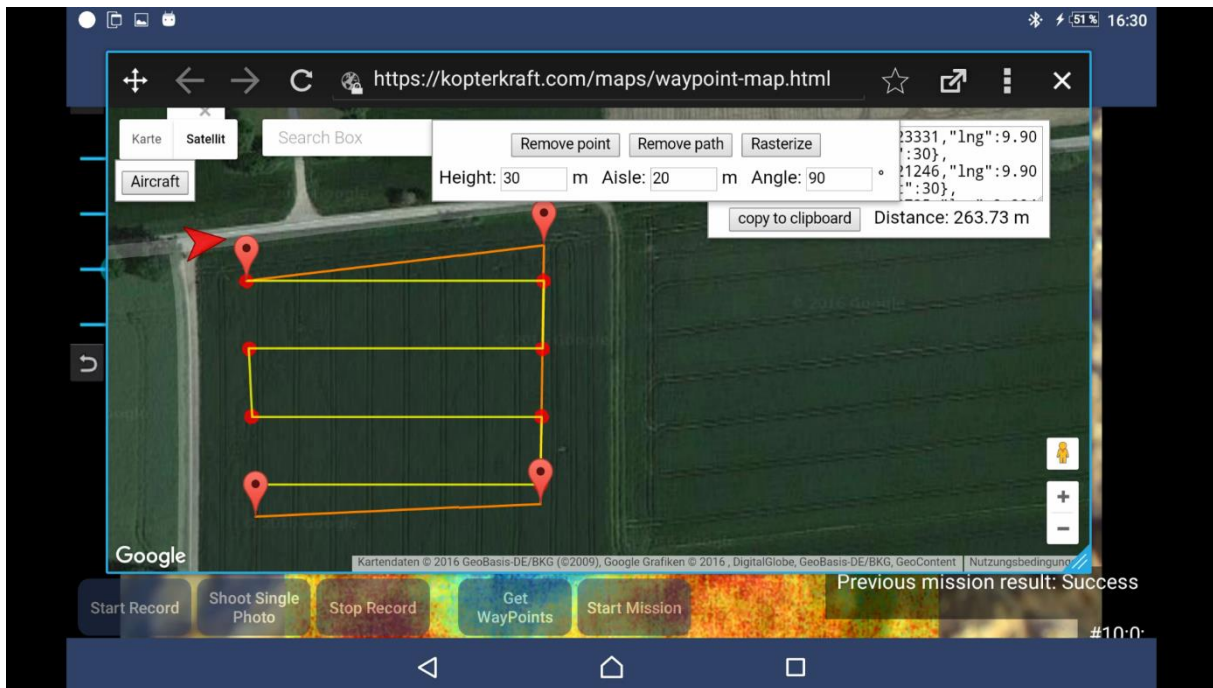 51 % 16:30
https://kopterkraft.com/maps/waypoint-map.html
Karte Satellit
Search Box
Aircraft
Remove point Remove path Rasterize
Height: 30 m Aisle: 20 m Angle: 90 °
23331,"lng":9.90
":30},
21246,"lng":9.90
":30},
copy to clipboard Distance: 263.73 m
© 2016 Google
Google
Kartendaten © 2016 GeoBasis-DE/BKG (©2009), Google Grafiken © 2016 , DigitalGlobe, GeoBasis-DE/BKG, GeoContent Nutzungsbedingung
Previous mission result: Success
Start Record
Shoot Single
Photo
Stop Record
Get
WayPoints
Start Mission
#10:0: